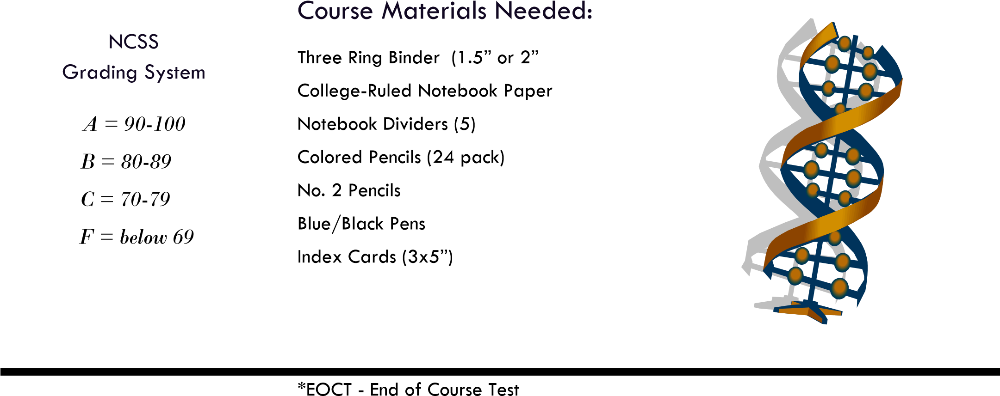 NCSS
Grading System
A = 90-100
B = 80-89
C = 70-79
F = below 69
Course Materials Needed:
Three Ring Binder  (1.5” or 2”
College-Ruled Notebook Paper
Notebook Dividers (5)
Colored Pencils (24 pack)
No. 2 Pencils
Blue/Black Pens
Index Cards (3x5”)
*EOCT - End of Course Test